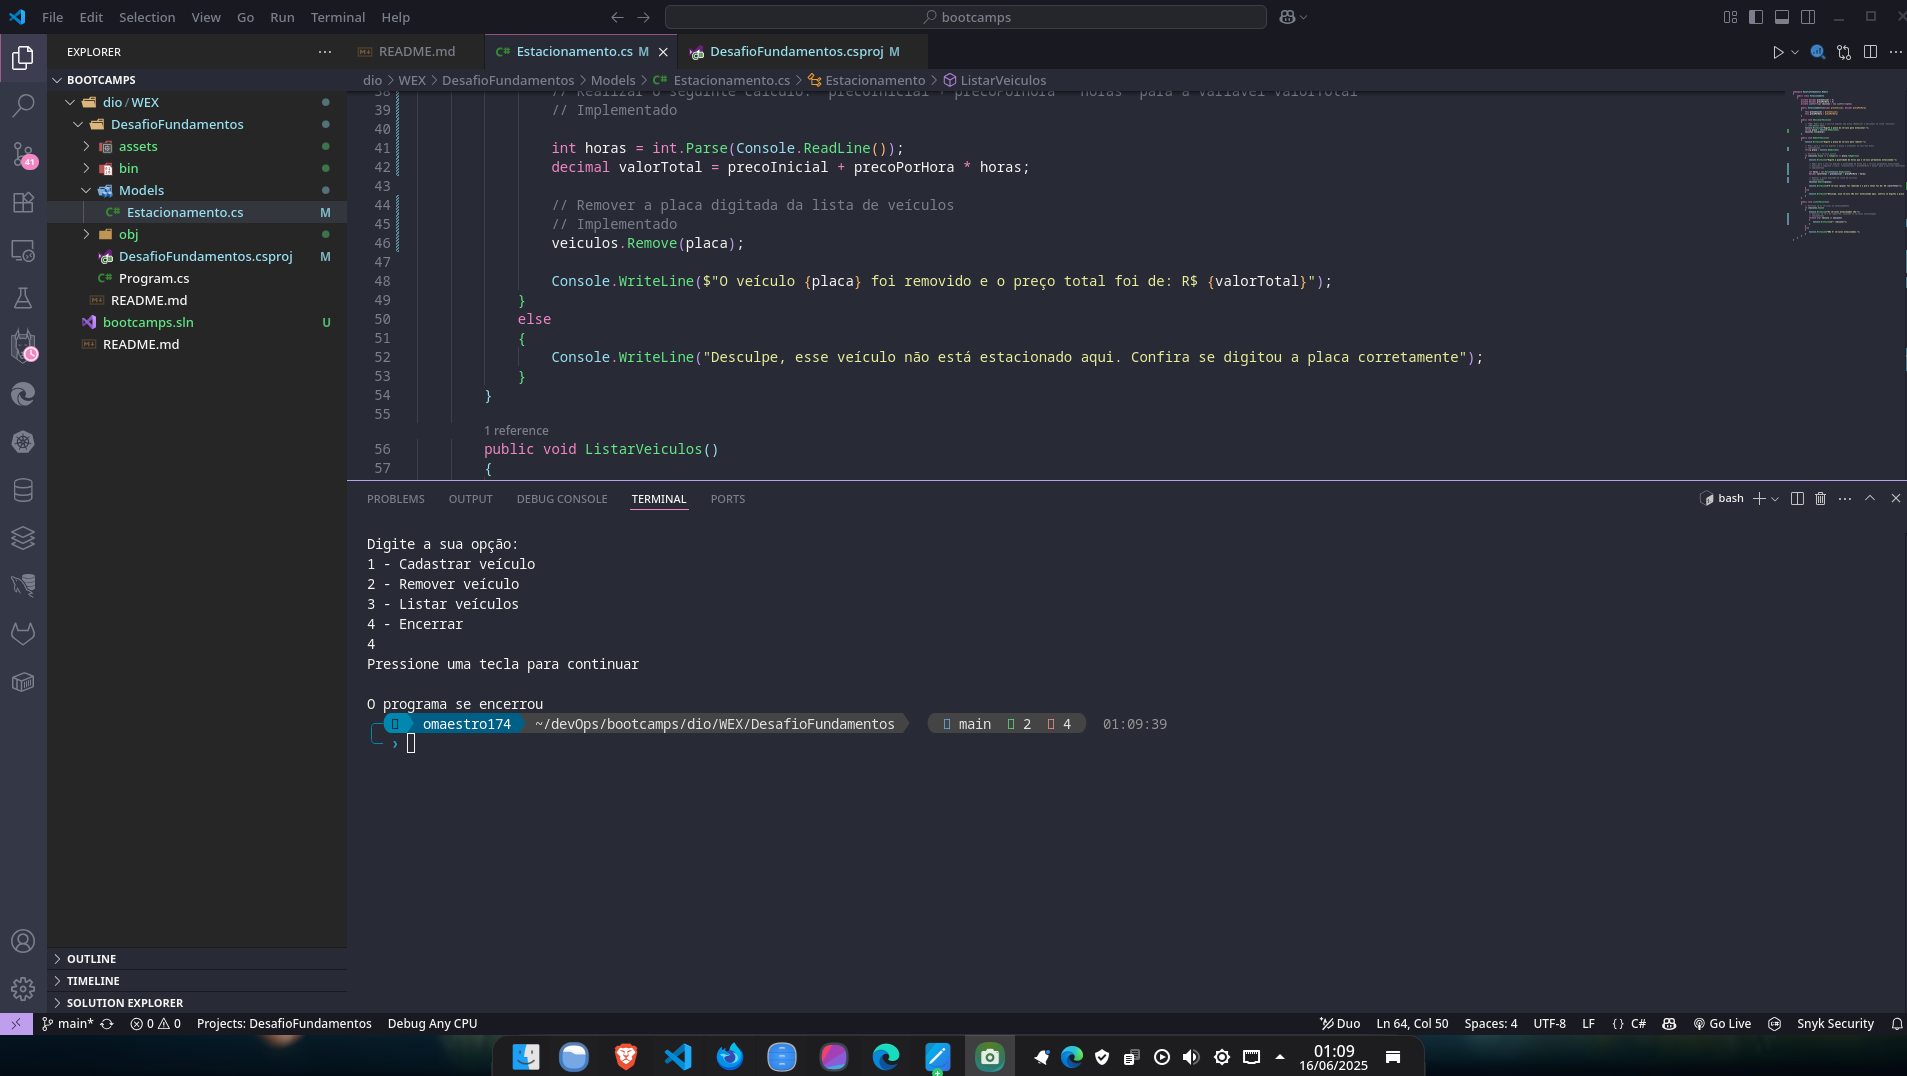 File Edit Selection View Go Run Terminal Help
bootcamps
EXPLORER
README.md
Estacionamento.cs M
DesafioFundamentos.csproj M
BOOTCAMPS
dio / WEX
DesafioFundamentos
assets
bin
Models
Estacionamento.cs M
obj
DesafioFundamentos.csproj M
Program.cs
README.md
bootcamps.sln U
README.md
41
OUTLINE
TIMELINE
SOLUTION EXPLORER
dio > WEX > DesafioFundamentos > Models > Estacionamento.cs > Estacionamento > ListarVeiculos
38 // Realizar o seguinte cálculo: "precoInicial + precoPorHora * horas" para a variável valorTotal
39 // Implementado
40
41 int horas = int.Parse(Console.ReadLine());
42 decimal valorTotal = precoInicial + precoPorHora * horas;
43
44 // Remover a placa digitada da lista de veículos
45 // Implementado
46 veiculos.Remove(placa);
47
48 Console.WriteLine($"O veículo {placa} foi removido e o preço total foi de: R$ {valorTotal}");
49 }
50 else
51 {
52 Console.WriteLine("Desculpe, esse veículo não está estacionado aqui. Confira se digitou a placa corretamente");
53 }
54 }
55
1 reference
56 public void ListarVeiculos()
57 {
PROBLEMS OUTPUT DEBUG CONSOLE TERMINAL PORTS
bash
Digite a sua opção:
1 - Cadastrar veículo
2 - Remover veículo
3 - Listar veículos
4 - Encerrar
4
Pressione uma tecla para continuar
O programa se encerrou
omaestro174 ~/devOps/bootcamps/dio/WEX/DesafioFundamentos main 2 4 01:09:39
main* 0 0 Projects: DesafioFundamentos Debug Any CPU
Duo Ln 64, Col 50 Spaces: 4 UTF-8 LF {} C# Go Live Snyk Security
01:09
16/06/2025